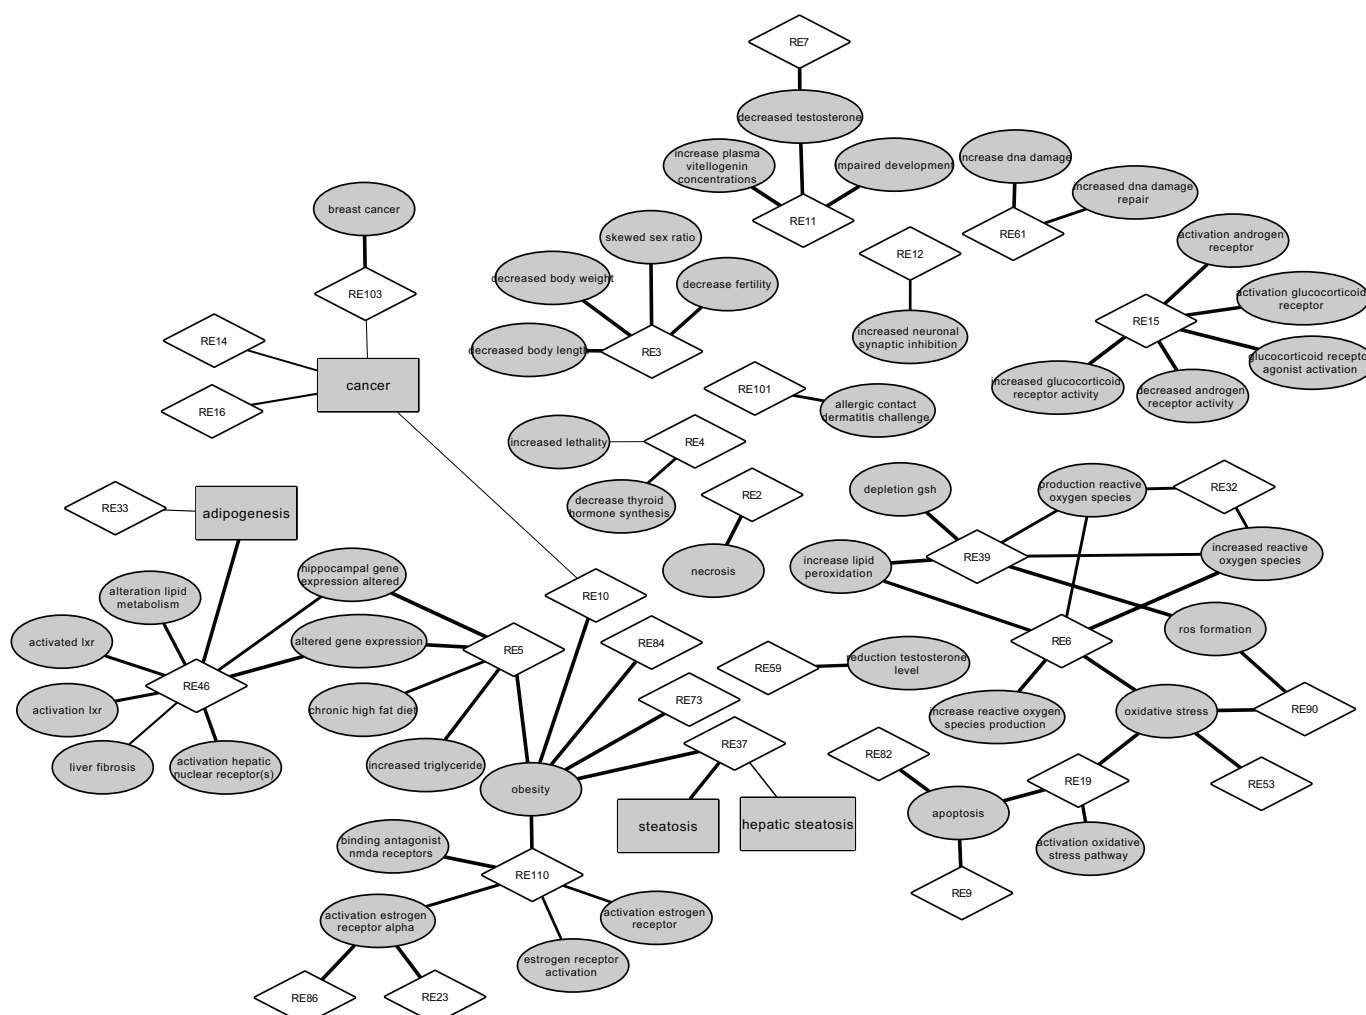 RE7
decreased testosterone
increase plasma
vitellogenin
concentrations
mpaired development
RE11
ncrease dna damage
increased dna damage
repair
RE61
breast cancer
RE103
skewed sex ratio
decreased body weight
decrease fertility
decreased body length
RE3
RE12
increased neuronal
synaptic inhibition
activation androgen
receptor
activation glucocorticoid
receptor
RE15
glucocorticoid recepto
agonist activation
increased glucocorticoid
receptor activity
decreased androgen
receptor activity
RE14
cancer
RE16
RE101
allergic contact
dermatitis challenge
increased lethality
RE4
decrease thyroid
hormone synthesis
RE2
necrosis
depletion gsh
production reactive
oxygen species
RE32
increase lipid
peroxidation
RE39
increased reactive
oxygen species
RE33
adipogenesis
hippocampal gene
expression altered
alteration lipid
metabolism
activated lxr
altered gene expression
RE5
RE10
RE84
RE46
activation lxr
chronic high fat diet
RE73
liver fibrosis
activation hepatic
nuclear receptor(s)
increased triglyceride
RE37
obesity
steatosis
hepatic steatosis
RE59
reduction testosterone
level
RE6
ros formation
increase reactive oxygen
species production
oxidative stress
RE90
RE82
RE19
RE53
apoptosis
activation oxidative
stress pathway
RE9
binding antagonist
nmda receptors
RE110
activation estrogen
receptor alpha
activation estrogen
receptor
estrogen receptor
activation
RE86
RE23